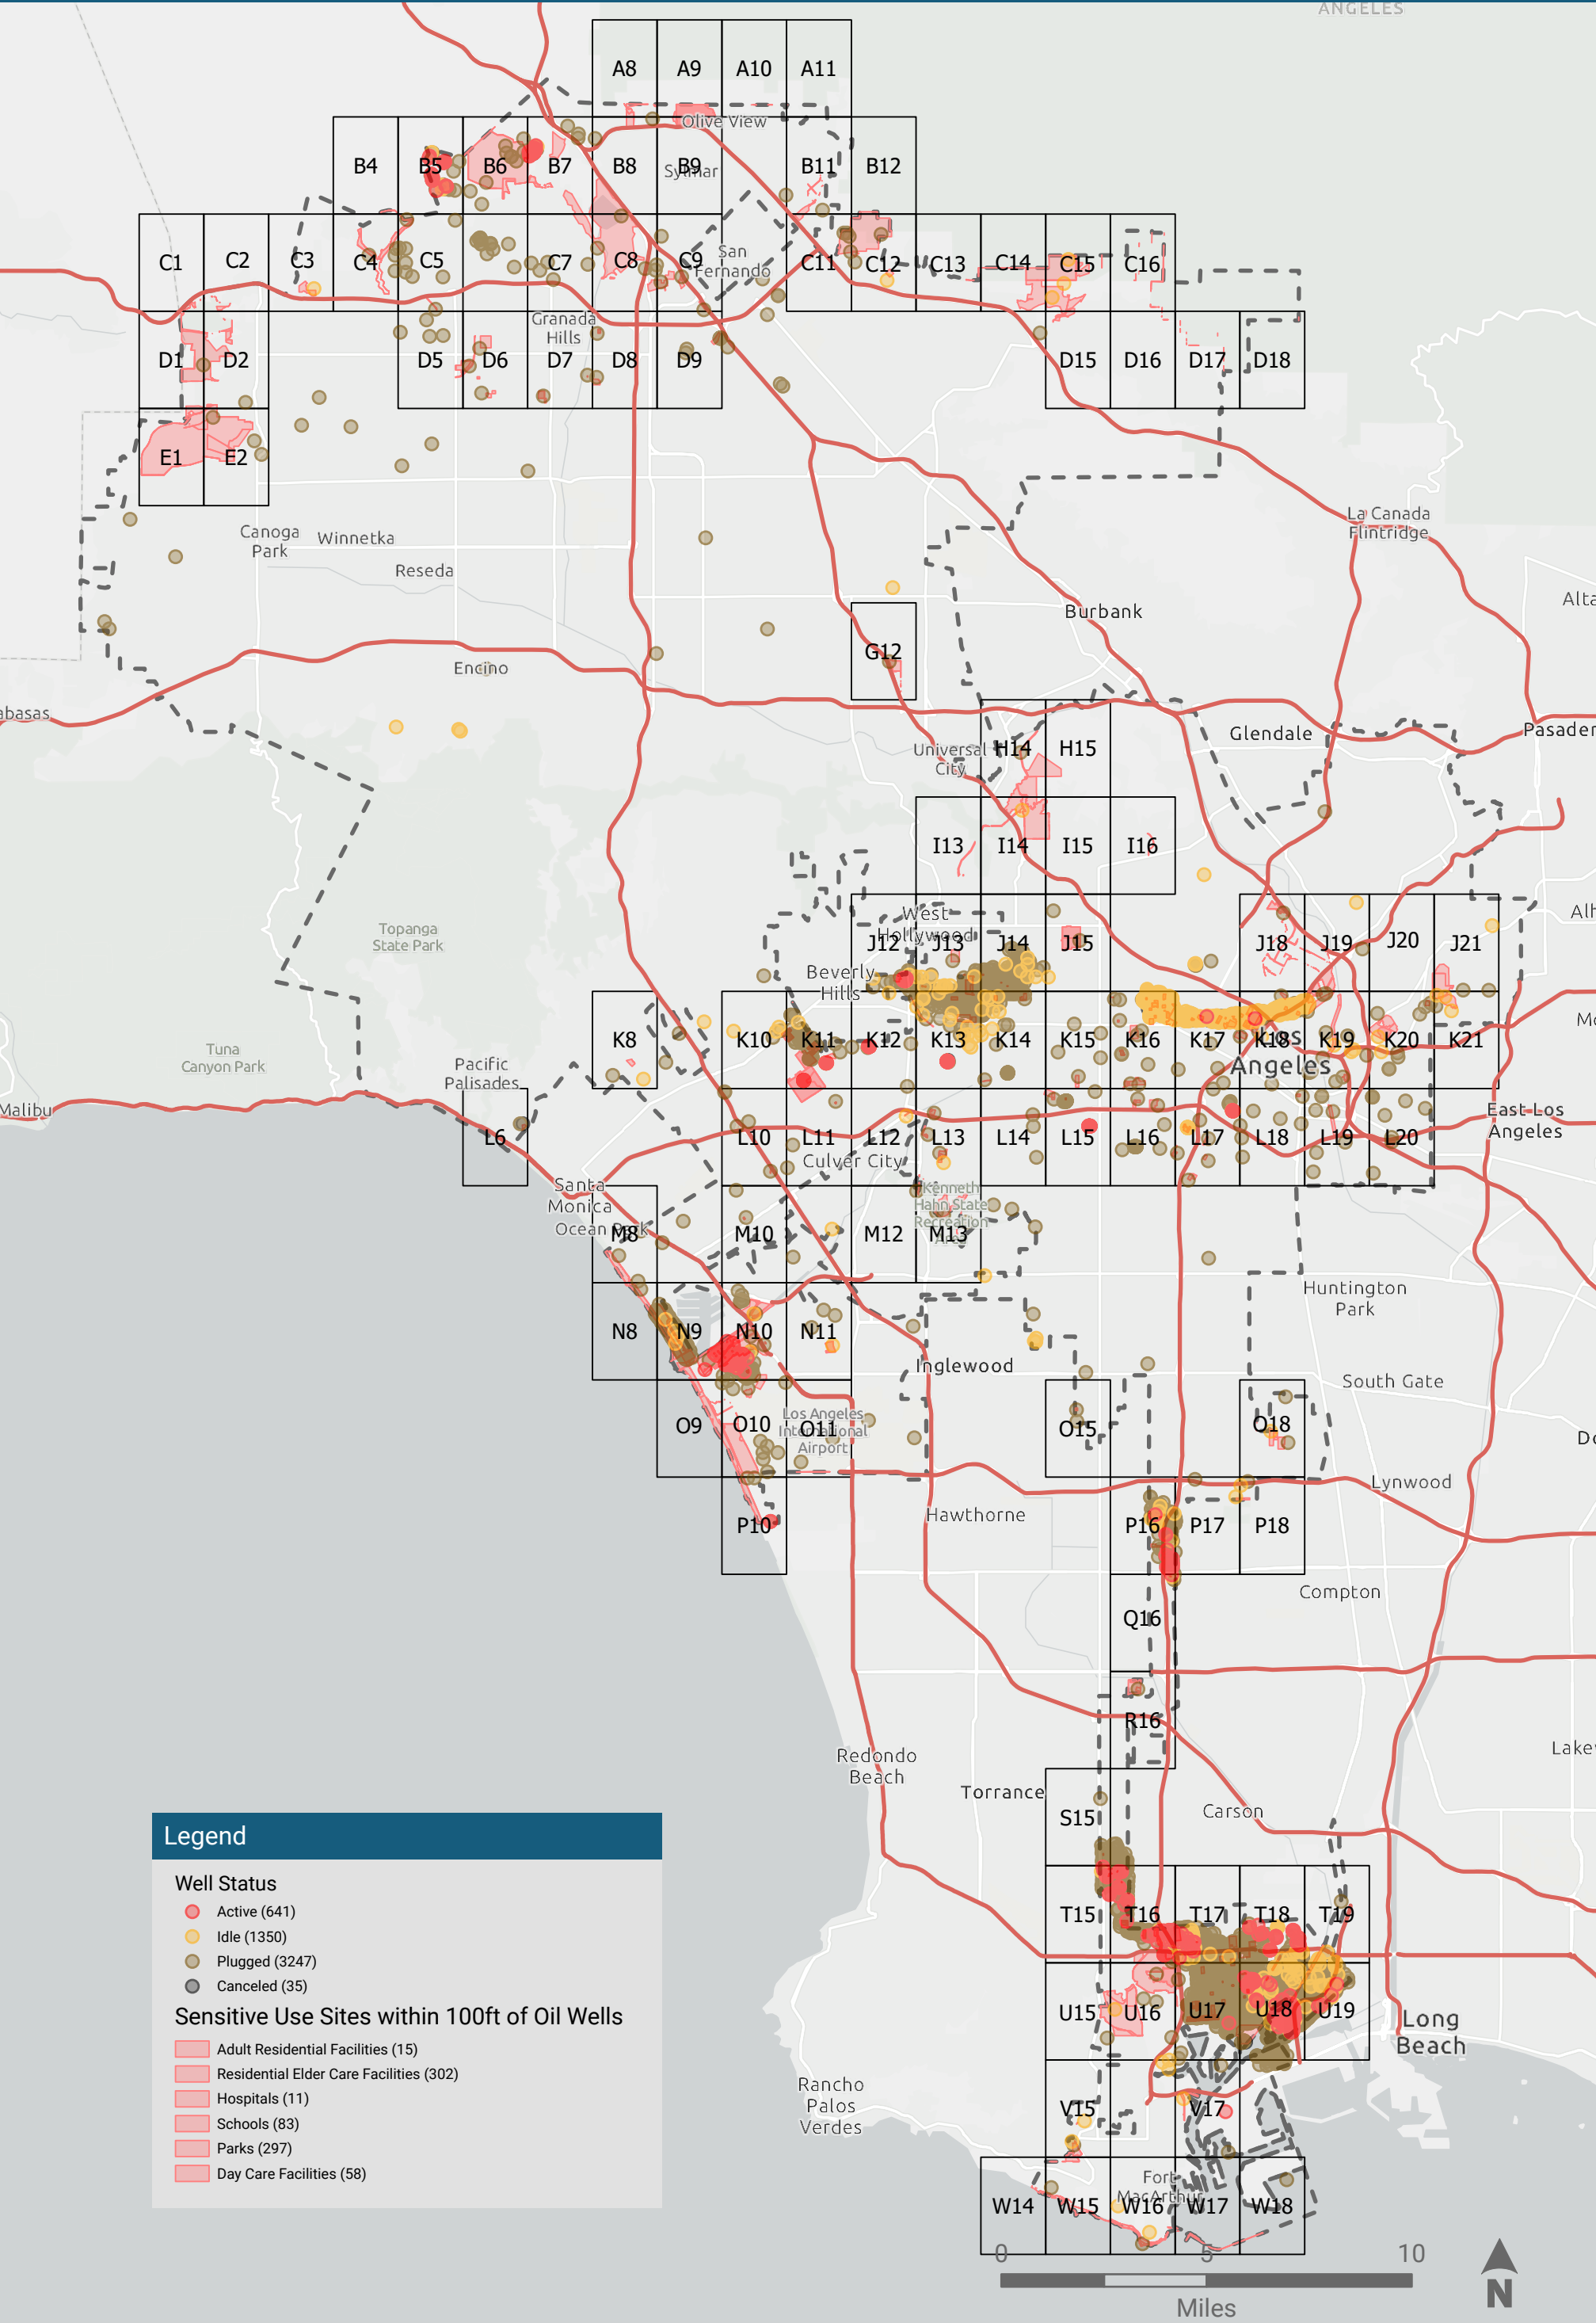 ANGELES
A8
A9
A10
A11
Olive View
B4
B5
B6
B7
B8
B9
Sylmar
B11
B12
C1
C2
C3
C4
C5
C7
C8
C9
San
Fernando
C11
C12
C13
C14
C15
C16
Granada
Hills
D1
D2
D5
D6
D7
D8
D9
D15
D16
D17
D18
E1
E2
La Canada
Flintridge
Canoga
Park
Winnetka
Reseda
Burbank
Alta
G12
Encino
abasas
Glendale
Pasaden
H14
H15
Universal
City
I13
I14
I15
I16
Topanga
State Park
West
Hollywood
Alh
J12
J13
J14
J15
J18
J19
J20
J21
Beverly
Hills
K8
K10
K11
K12
K13
K14
K15
K16
K17
K18
K19
K20
K21
Los
Angeles
Mo
Tuna
Canyon Park
Pacific
Palisades
Malibu
East Los
Angeles
L6
L10
L11
L12
L13
L14
L15
L16
L17
L18
L19
L20
Culver City
Santa
Monica
Ocean Park
Kenneth
Hahn State
Recreation
Area
M8
M10
M12
M13
Huntington
Park
N8
N9
N10
N11
Inglewood
South Gate
O9
O10
O11
Los Angeles
International
Airport
O15
O18
Do
Lynwood
P10
Hawthorne
P16
P17
P18
Compton
Q16
R16
Redondo
Beach
Lake
Torrance
S15
Carson
T15
T16
T17
T18
T19
U15
U16
U17
U18
U19
Long
Beach
Rancho
Palos
Verdes
V15
V17
Fort
MacArthur
W14
W15
W16
W17
W18
Legend
Well Status
Active (641)
Idle (1350)
Plugged (3247)
Canceled (35)
Sensitive Use Sites within 100ft of Oil Wells
Adult Residential Facilities (15)
Residential Elder Care Facilities (302)
Hospitals (11)
Schools (83)
Parks (297)
Day Care Facilities (58)
0
5
10
Miles
N